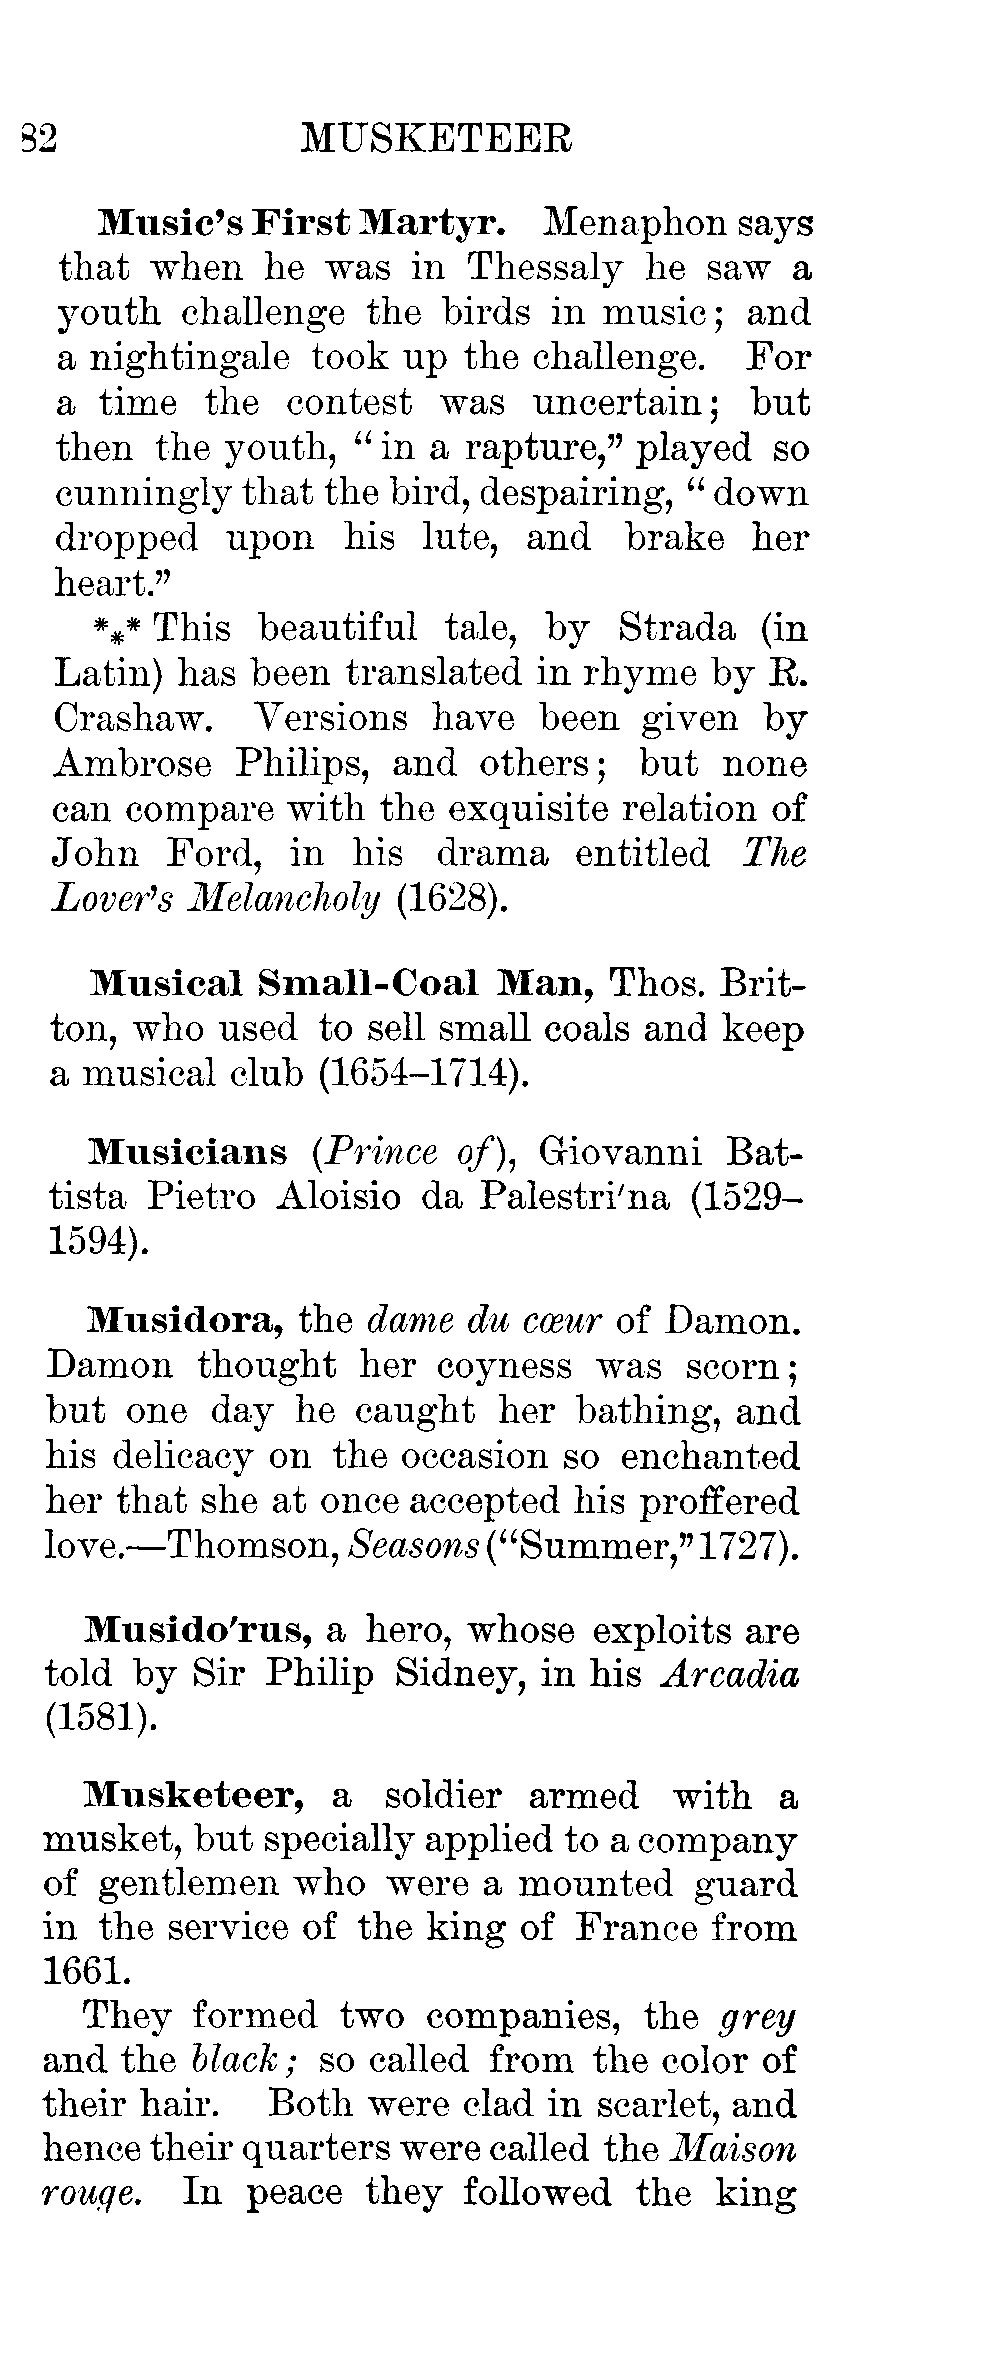 82 MUSKETEER
Music's First Martyr. Menaphon says
that when he was in Thessaly he saw a
youth challenge the birds in music; and
a nightingale took up the challenge. For
a time the contest was uncertain; but
then the youth, “in a rapture,” played so
cunningly that the bird, despairing, “down
dropped upon his lute, and brake her
heart.”
*⁎* This beautiful tale, by Strada (in
Latin) has been translated in rhyme by R.
Crashaw. Versions have been given by
Ambrose Philips, and others; but none
can compare with the exquisite relation of
John Ford, in his drama entitled The
Lover's Melancholy (1628).
Musical Small-Coal Man, Thos. Brit-
ton, who used to sell small coals and keep
a musical club (1654–1714).
Musicians (Prince of), Giovanni Bat-
tista Pietro Aloisio da Palestri'na (1529–
1594).
Musidora, the dame du cœur of Damon.
Damon thought her coyness was scorn;
but one day he caught her bathing, and
his delicacy on the occasion so enchanted
her that she at once accepted his proffered
love.—Thomson, Seasons (“Summer,” 1727).
Musido'rus, a hero, whose exploits are
told by Sir Philip Sidney, in his Arcadia
(1581).
Musketeer, a soldier armed with a
musket, but specially applied to a company
of gentlemen who were a mounted guard
in the service of the king of France from
1661.
They formed two companies, the grey
and the black; so called from the color of
their hair. Both were clad in scarlet, and
hence their quarters were called the Maison
rouge. In peace they followed the king